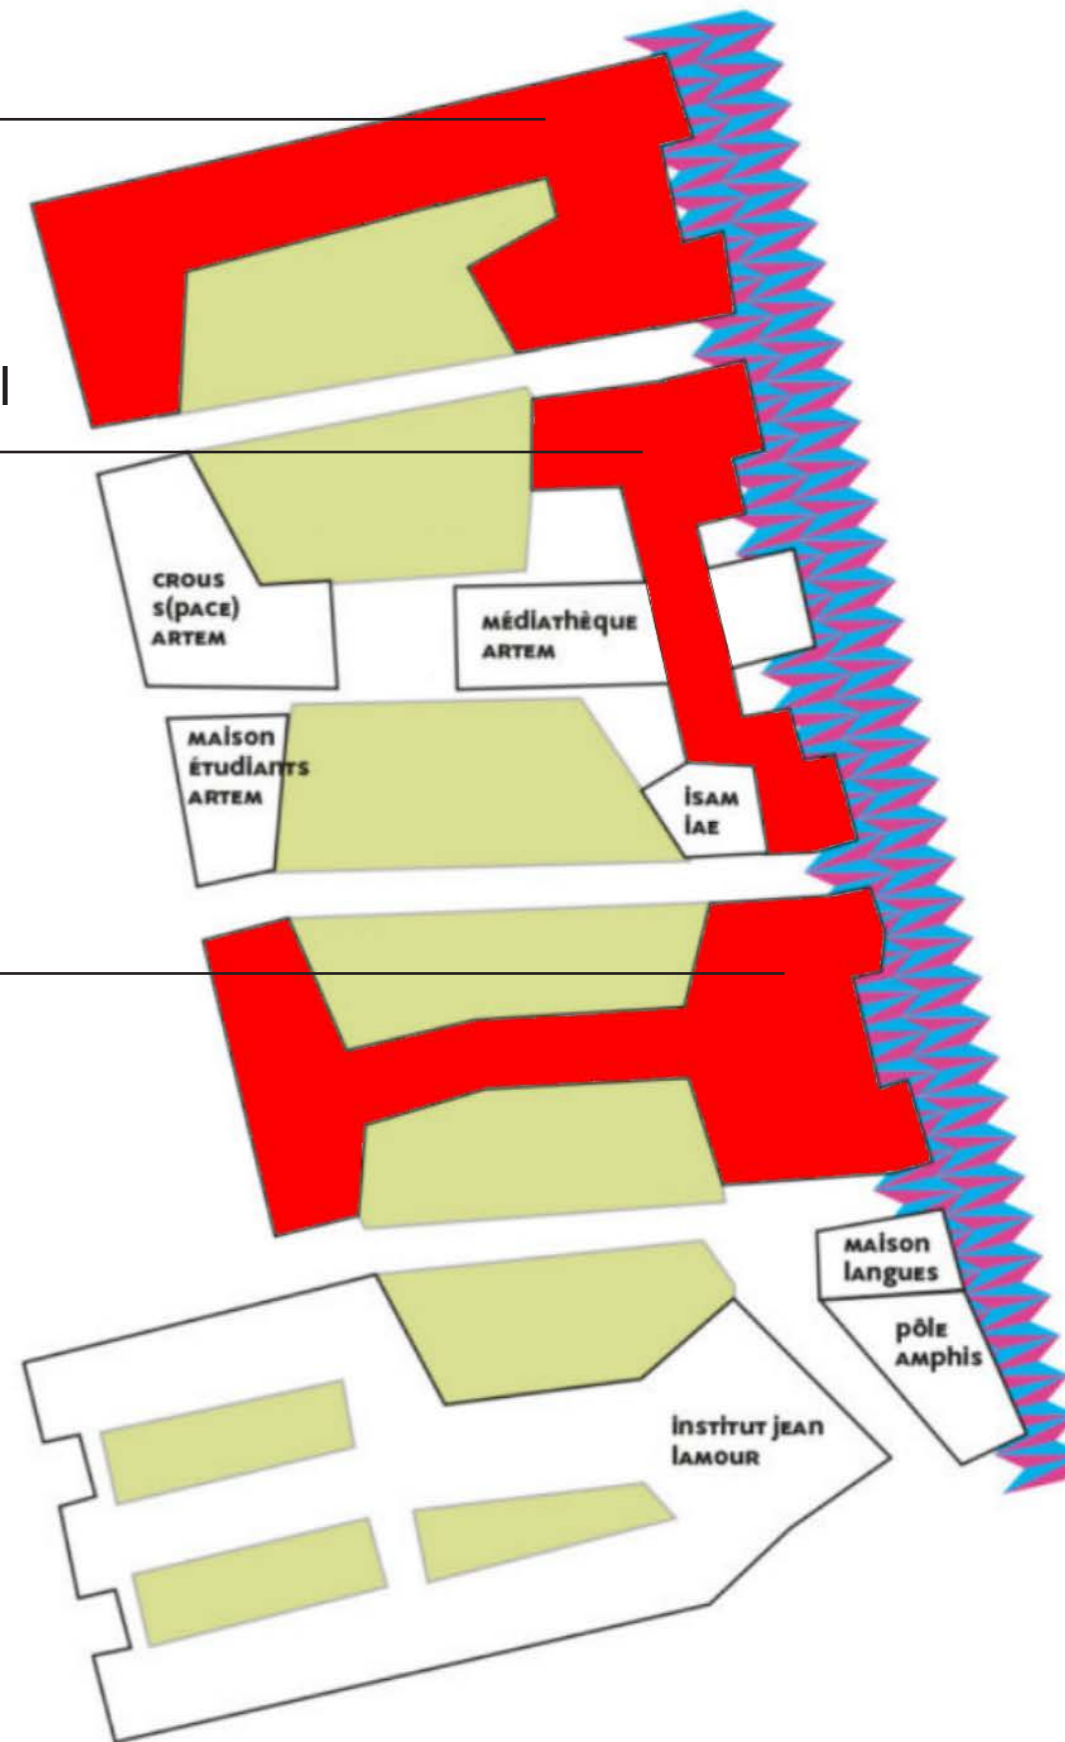 l
CROUS
S(PACE)
ARTEM
MÉdIAThÈque
ARTEM
MAISON
ÉTudIANTS
ARTEM
ISAM
IAE
MAISON
lANgUES
pôlE
AMphIS
INSTITUT jEAN
lAMOUR